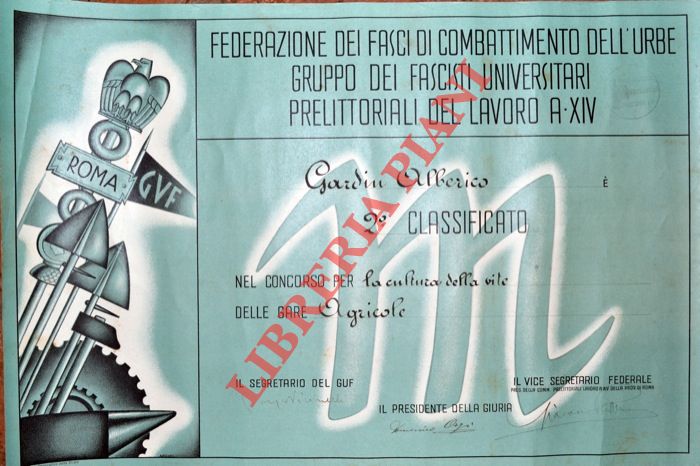 FEDERAZIONE DEI FASCI DI COMBATTIMENTO DELL'URBE
GRUPPO DEI FASCISTI UNIVERSITARI
PRELITTORIALI DEL LAVORO A·XIV
ROMA
GVF
Gardin Alberico È
2° CLASSIFICATO
NEL CONCORSO PER la cultura della vite
DELLE GARE Agricole
IL SEGRETARIO DEL GUF
IL VICE SEGRETARIO FEDERALE
IL PRESIDENTE DELLA GIURIA
LIBRERIA PIANI